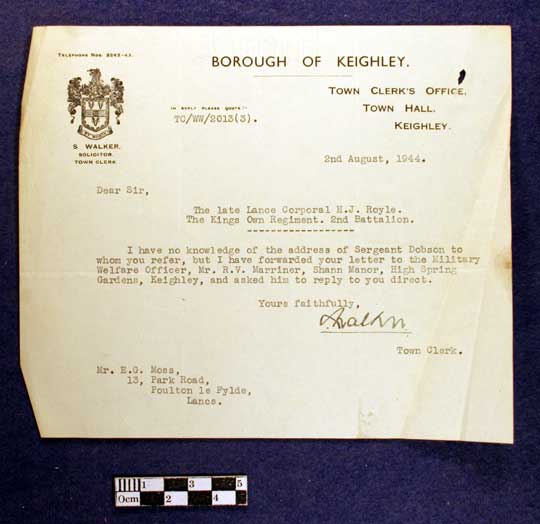 TELEPHONE NOS. 2242-43.
BOROUGH OF KEIGHLEY.
TOWN CLERK'S OFFICE,
TOWN HALL,
KEIGHLEY.
S. WALKER.
SOLICITOR.
TOWN CLERK
IN REPLY PLEASE QUOTE:-
TC/WW/2013(3).
2nd August, 1944.
Dear Sir,
The late Lance Corporal H.J. Royle.
The Kings Own Regiment. 2nd Battalion.
I have no knowledge of the address of Sergeant Dobson to
whom you refer, but I have forwarded your letter to the Military
Welfare Officer, Mr. R.V. Marriner, Shann Manor, High Spring
Gardens, Keighley, and asked him to reply to you direct.
Yours faithfully,
SWalker
Town Clerk.
Mr. E.G. Moss,
13, Park Road,
Poulton le Fylde,
Lancs.
0cm 1 2 3 4 5